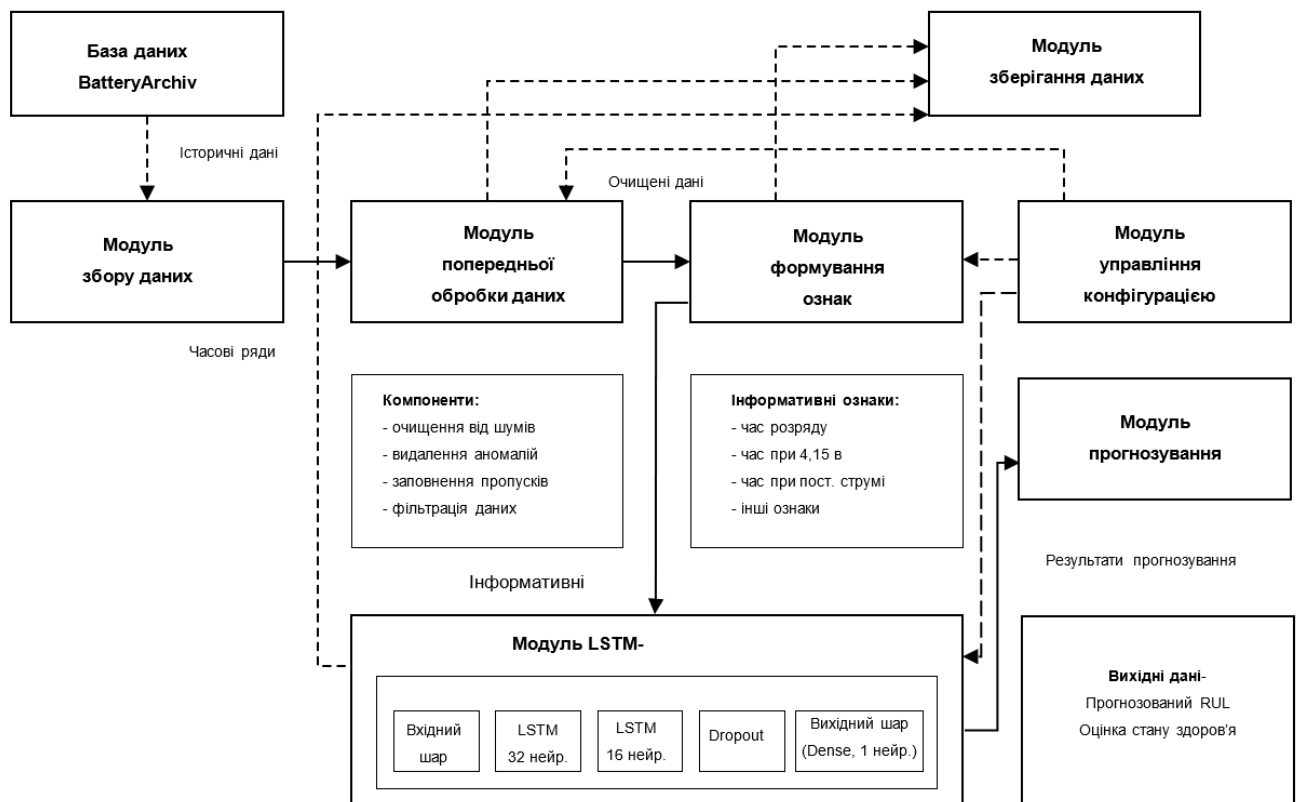 База даних
BatteryArchiv
Модуль
зберігання даних
Історичні дані
Очищені дані
Модуль
збору даних
Модуль
попередньої
обробки даних
Модуль
формування
ознак
Модуль
управління
конфігурацією
Часові ряди
Компоненти:
- очищення від шумів
- видалення аномалій
- заповнення пропусків
- фільтрація даних
Інформативні ознаки:
- час розряду
- час при 4,15 в
- час при пост. струмі
- інші ознаки
Модуль
прогнозування
Результати прогнозування
Інформативні
Модуль LSTM-
Вхідний
шар
LSTM
32 нейр.
LSTM
16 нейр.
Dropout
Вихідний шар
(Dense, 1 нейр.)
Вихідні дані-
Прогнозований RUL
Оцінка стану здоров'я